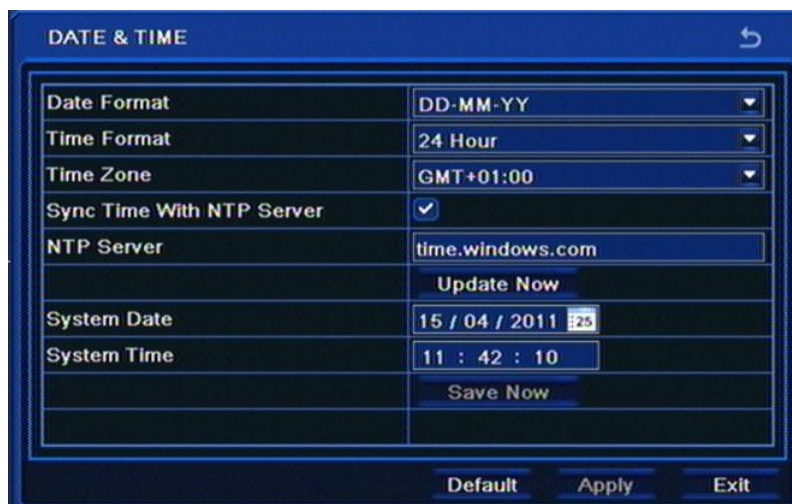 DATE & TIME
Date Format DD-MM-YY
Time Format 24 Hour
Time Zone GMT+01:00
Sync Time With NTP Server
NTP Server time.windows.com
Update Now
System Date 15 / 04 / 2011 25
System Time 11 : 42 : 10
Save Now
Default Apply Exit